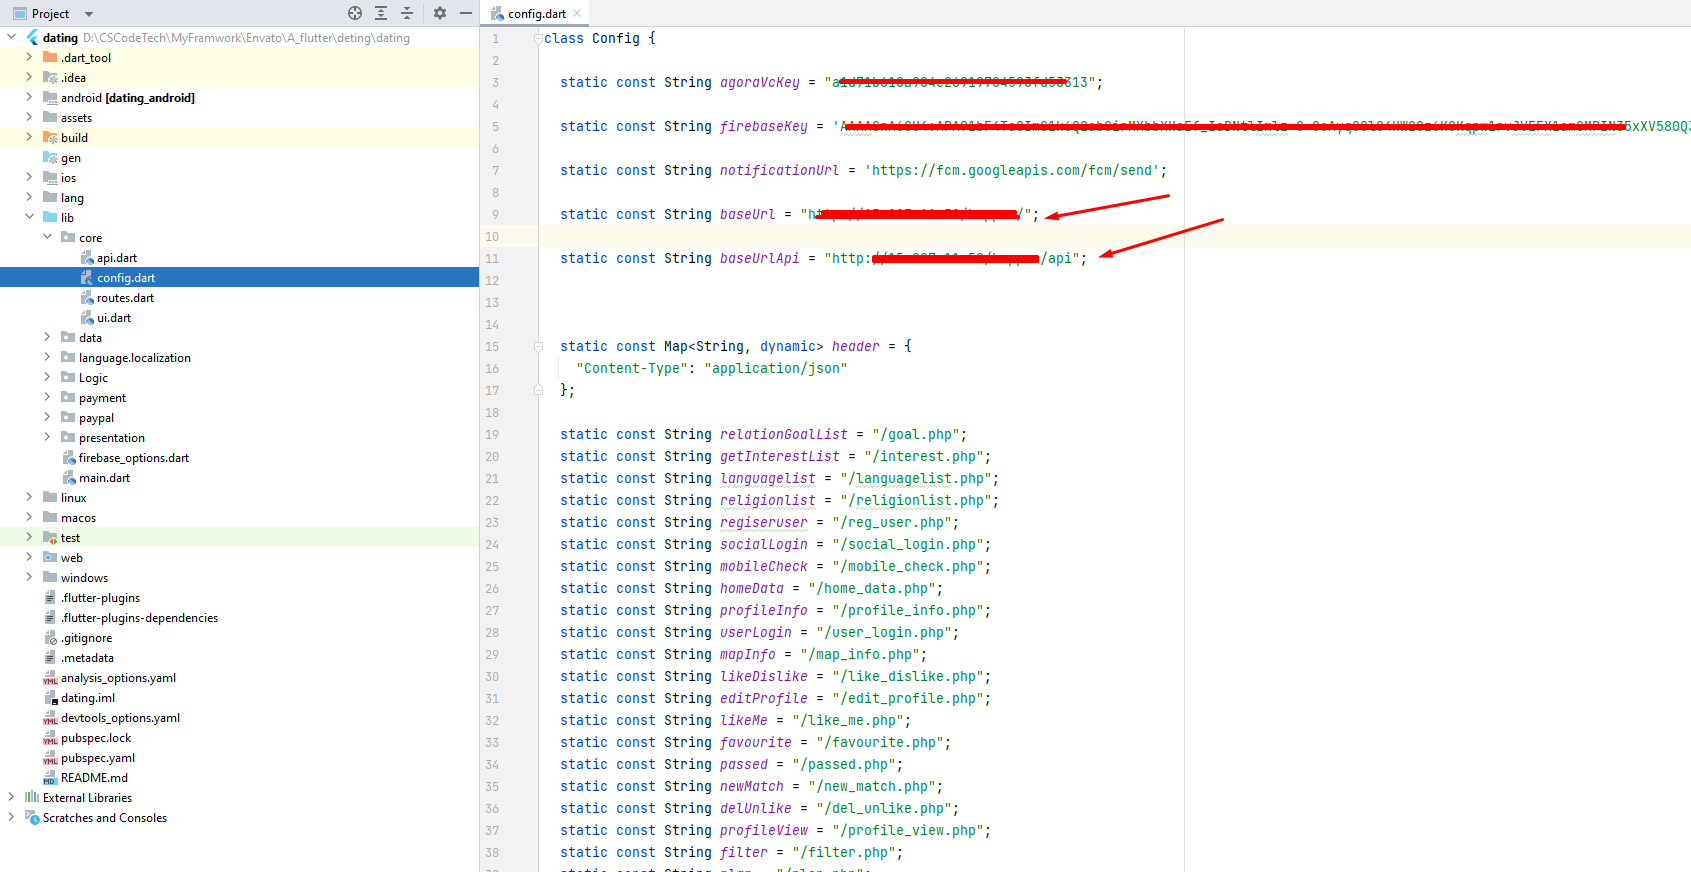 Project
config.dart
dating D:\CSCodeTech\MyFramwork\Envato\A_flutter\deting\dating
.dart_tool
.idea
android [dating_android]
assets
build
gen
ios
lang
lib
core
api.dart
config.dart
routes.dart
ui.dart
data
language.localization
Logic
payment
paypal
presentation
firebase_options.dart
main.dart
linux
macos
test
web
windows
.flutter-plugins
.flutter-plugins-dependencies
.gitignore
.metadata
analysis_options.yaml
dating.iml
devtools_options.yaml
pubspec.lock
pubspec.yaml
README.md
External Libraries
Scratches and Consoles
1 class Config {
2
3 static const String agoraVcKey = "313";
4
5 static const String firebaseKey = '5xXV580Q
6
7 static const String notificationUrl = 'https://fcm.googleapis.com/fcm/send';
8
9 static const String baseUrl = "h/";
10
11 static const String baseUrlApi = "http:/api";
12
13
14
15 static const Map<String, dynamic> header = {
16 "Content-Type": "application/json"
17 };
18
19 static const String relationGoalList = "/goal.php";
20 static const String getInterestList = "/interest.php";
21 static const String languagelist = "/languagelist.php";
22 static const String religionlist = "/religionlist.php";
23 static const String regiseruser = "/reg_user.php";
24 static const String socialLogin = "/social_login.php";
25 static const String mobileCheck = "/mobile_check.php";
26 static const String homeData = "/home_data.php";
27 static const String profileInfo = "/profile_info.php";
28 static const String userLogin = "/user_login.php";
29 static const String mapInfo = "/map_info.php";
30 static const String likeDislike = "/like_dislike.php";
31 static const String editProfile = "/edit_profile.php";
32 static const String likeMe = "/like_me.php";
33 static const String favourite = "/favourite.php";
34 static const String passed = "/passed.php";
35 static const String newMatch = "/new_match.php";
36 static const String delUnlike = "/del_unlike.php";
37 static const String profileView = "/profile_view.php";
38 static const String filter = "/filter.php";